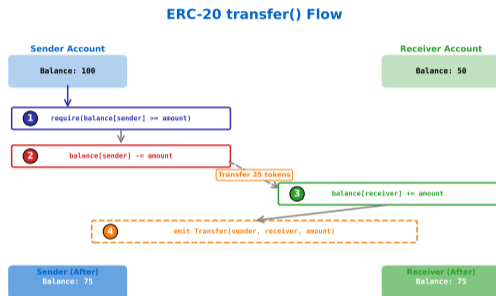 ERC-20 transfer() Flow
Sender Account
Receiver Account
Balance: 100
Balance: 50
1 require(balance[sender] >= amount)
2 balance[sender] -= amount
Transfer 25 tokens
3 balance[receiver] += amount
4 emit Transfer(sender, receiver, amount)
Sender (After)
Balance: 75
Receiver (After)
Balance: 75